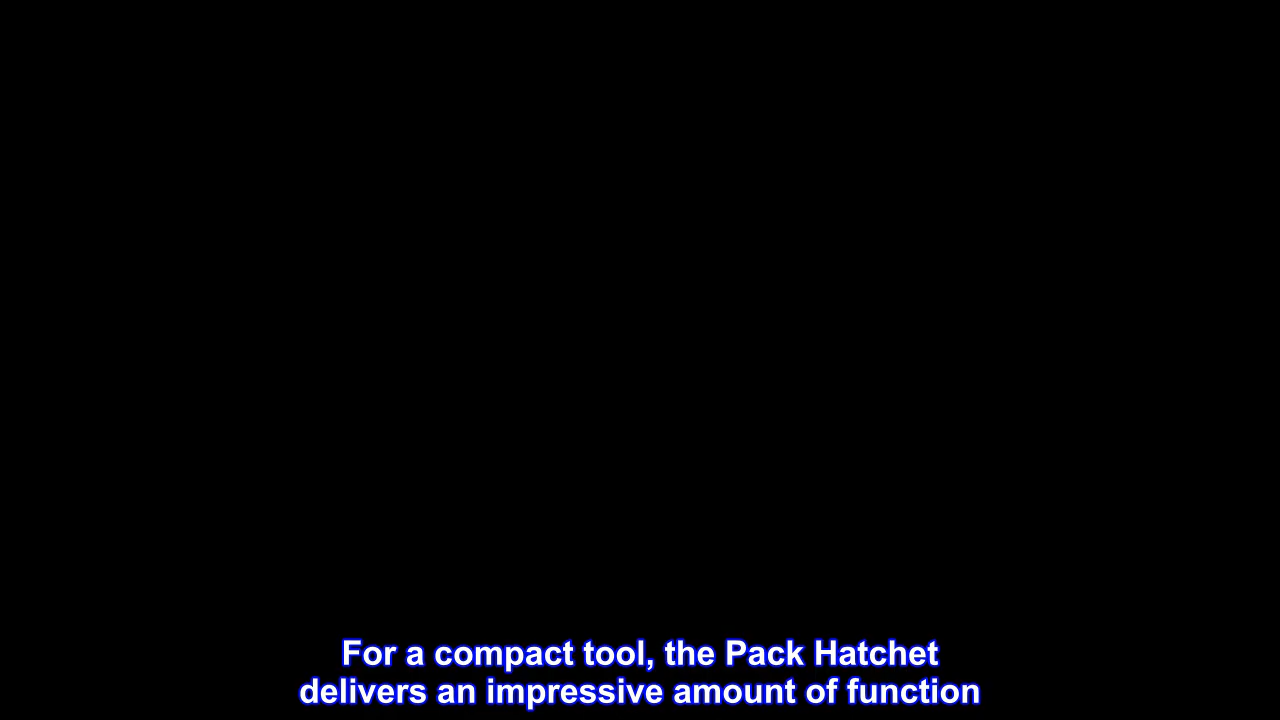 For a compact tool, the Pack Hatchet
delivers an impressive amount of function